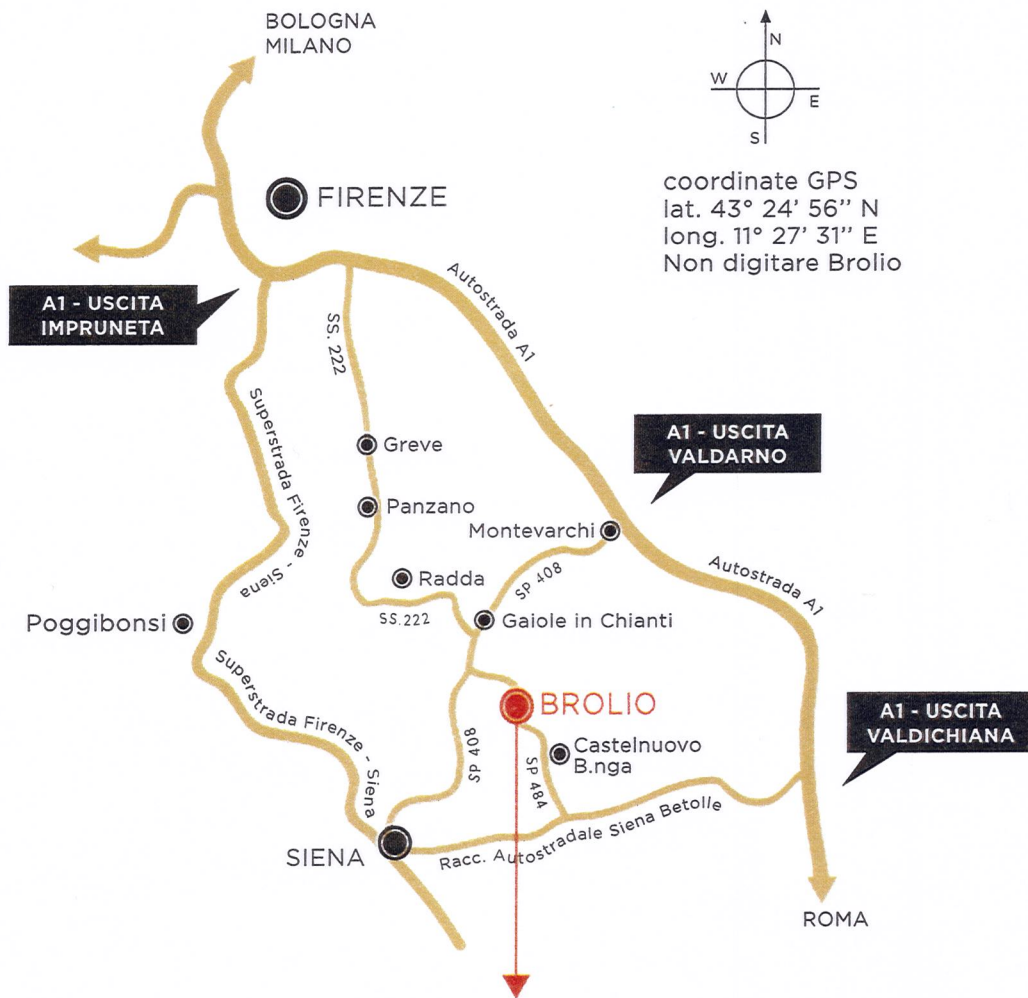 BOLOGNA
MILANO
N
W
E
S
FIRENZE
coordinate GPS
lat. 43° 24' 56'' N
long. 11° 27' 31'' E
Non digitare Brolio
A1 - USCITA
IMPRUNETA
Autostrada A1
SS. 222
Superstrada Firenze - Siena
A1 - USCITA
VALDARNO
Greve
Panzano
Montevarchi
Radda
SP 408
Autostrada A1
SS.222
Gaiole in Chianti
Poggibonsi
Superstrada Firenze - Siena
BROLIO
A1 - USCITA
VALDICHIANA
SP 408
Castelnuovo
B.nga
SP 484
SIENA
Racc. Autostradale Siena Betolle
ROMA